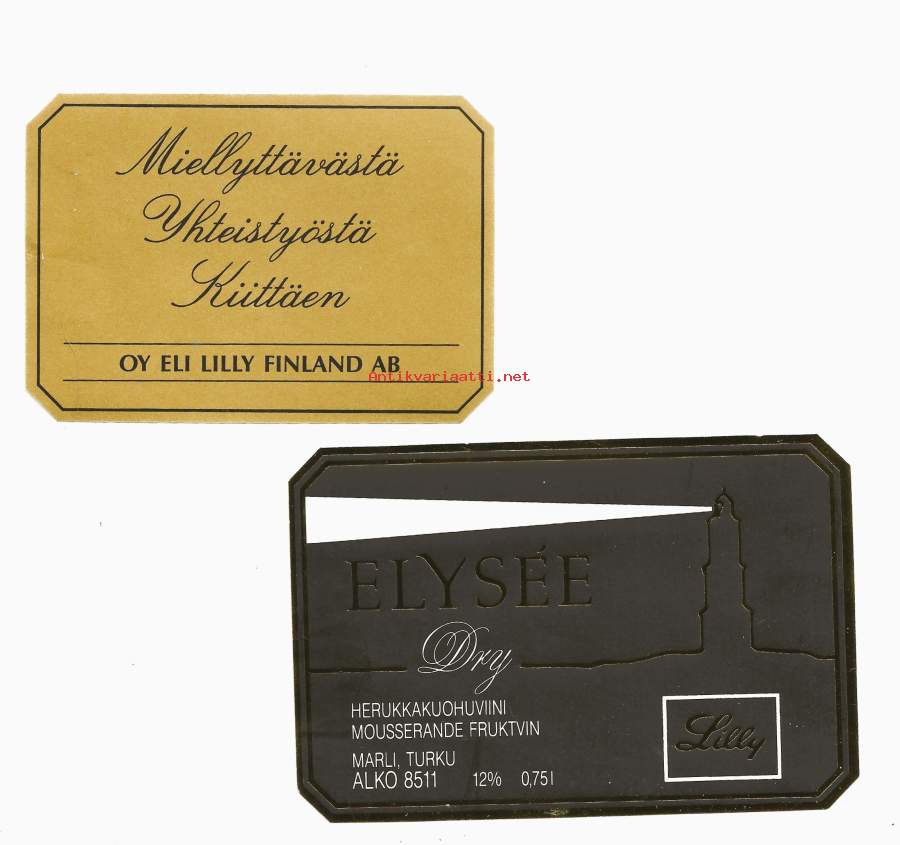 Miellyttävästä
Yhteistyöstä
Kiittäen
OY ELI LILLY FINLAND AB
Antikvariaatti.net
ELYSÉE
Dry
HERUKKAKUOHUVIINI
MOUSSERANDE FRUKTVIN
MARLI, TURKU
ALKO 8511 12% 0,75 l
Lilly